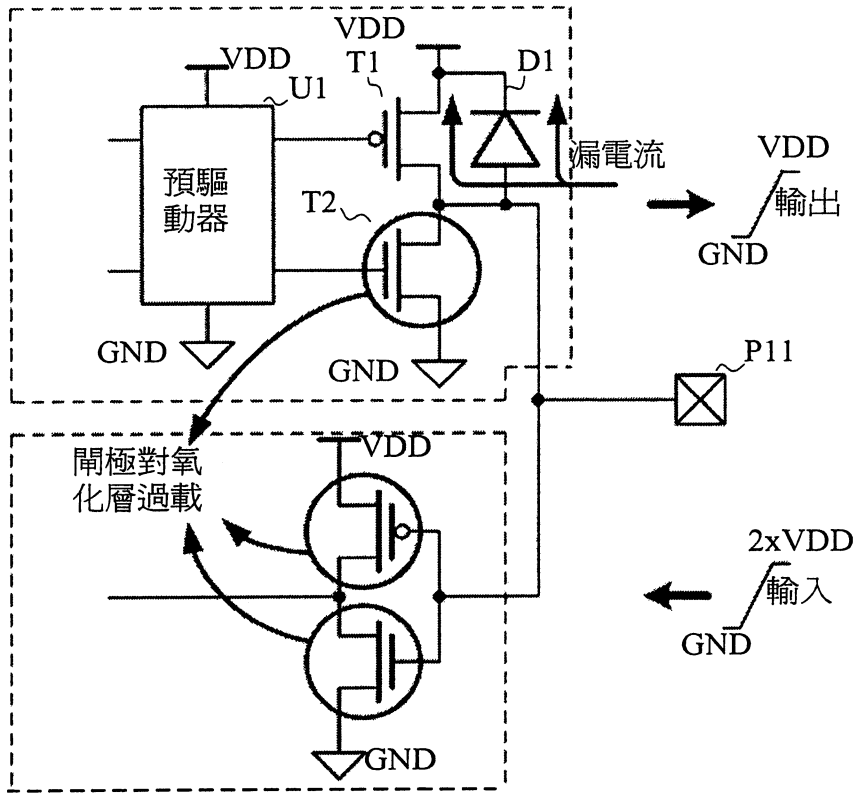 VDD
T1
D1
VDD
U1
漏電流
VDD
輸出
GND
預驅
動器
T2
GND
GND
P11
閘極對氧
化層過載
VDD
2xVDD
輸入
GND
GND